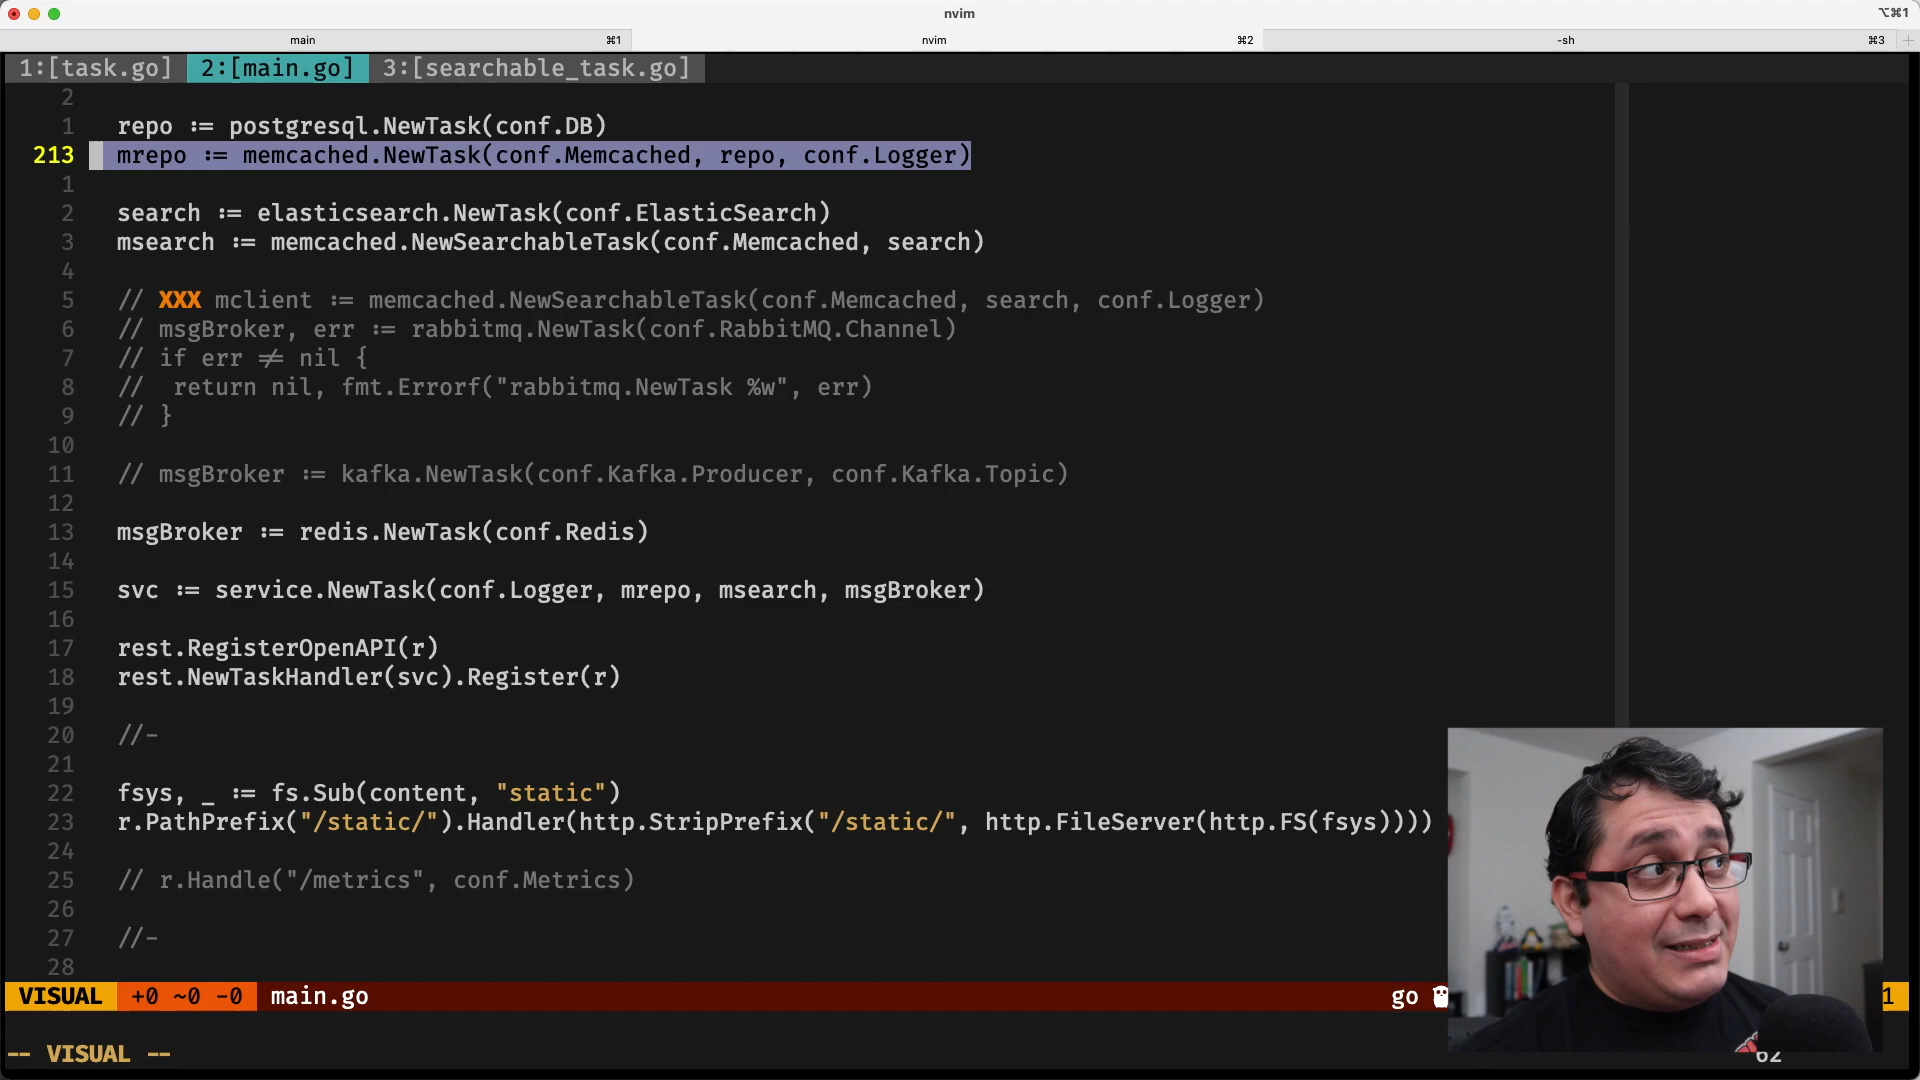 nvim
⌥⌘1
main ⌘1 nvim ⌘2 -sh ⌘3 +
1:[task.go] 2:[main.go] 3:[searchable_task.go]
2
1 repo := postgresql.NewTask(conf.DB)
213 mrepo := memcached.NewTask(conf.Memcached, repo, conf.Logger)
1
2 search := elasticsearch.NewTask(conf.ElasticSearch)
3 msearch := memcached.NewSearchableTask(conf.Memcached, search)
4
5 // XXX mclient := memcached.NewSearchableTask(conf.Memcached, search, conf.Logger)
6 // msgBroker, err := rabbitmq.NewTask(conf.RabbitMQ.Channel)
7 // if err != nil {
8 //  return nil, fmt.Errorf("rabbitmq.NewTask %w", err)
9 // }
10
11 // msgBroker := kafka.NewTask(conf.Kafka.Producer, conf.Kafka.Topic)
12
13 msgBroker := redis.NewTask(conf.Redis)
14
15 svc := service.NewTask(conf.Logger, mrepo, msearch, msgBroker)
16
17 rest.RegisterOpenAPI(r)
18 rest.NewTaskHandler(svc).Register(r)
19
20 //-
21
22 fsys, _ := fs.Sub(content, "static")
23 r.PathPrefix("/static/").Handler(http.StripPrefix("/static/", http.FileServer(http.FS(fsys))))
24
25 // r.Handle("/metrics", conf.Metrics)
26
27 //-
28
VISUAL +0 ~0 -0 main.go go 1
-- VISUAL -- 62